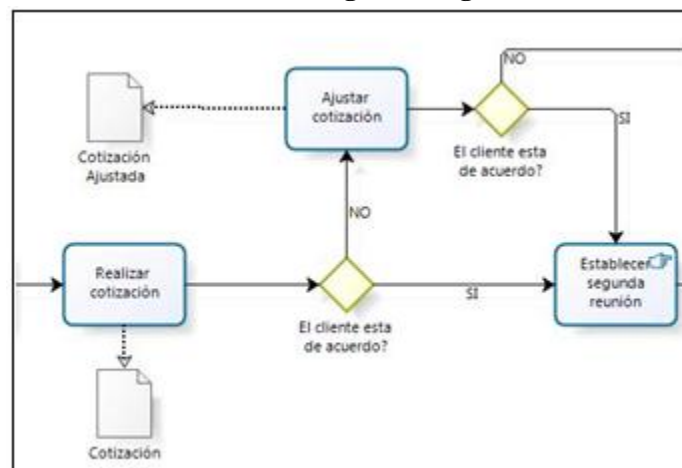 NO
Ajustar
cotización
SI
Cotización
Ajustada
El cliente esta
de acuerdo?
NO
Realizar
cotización
SI
Establecer
segunda
reunión
El cliente esta
de acuerdo?
Cotización